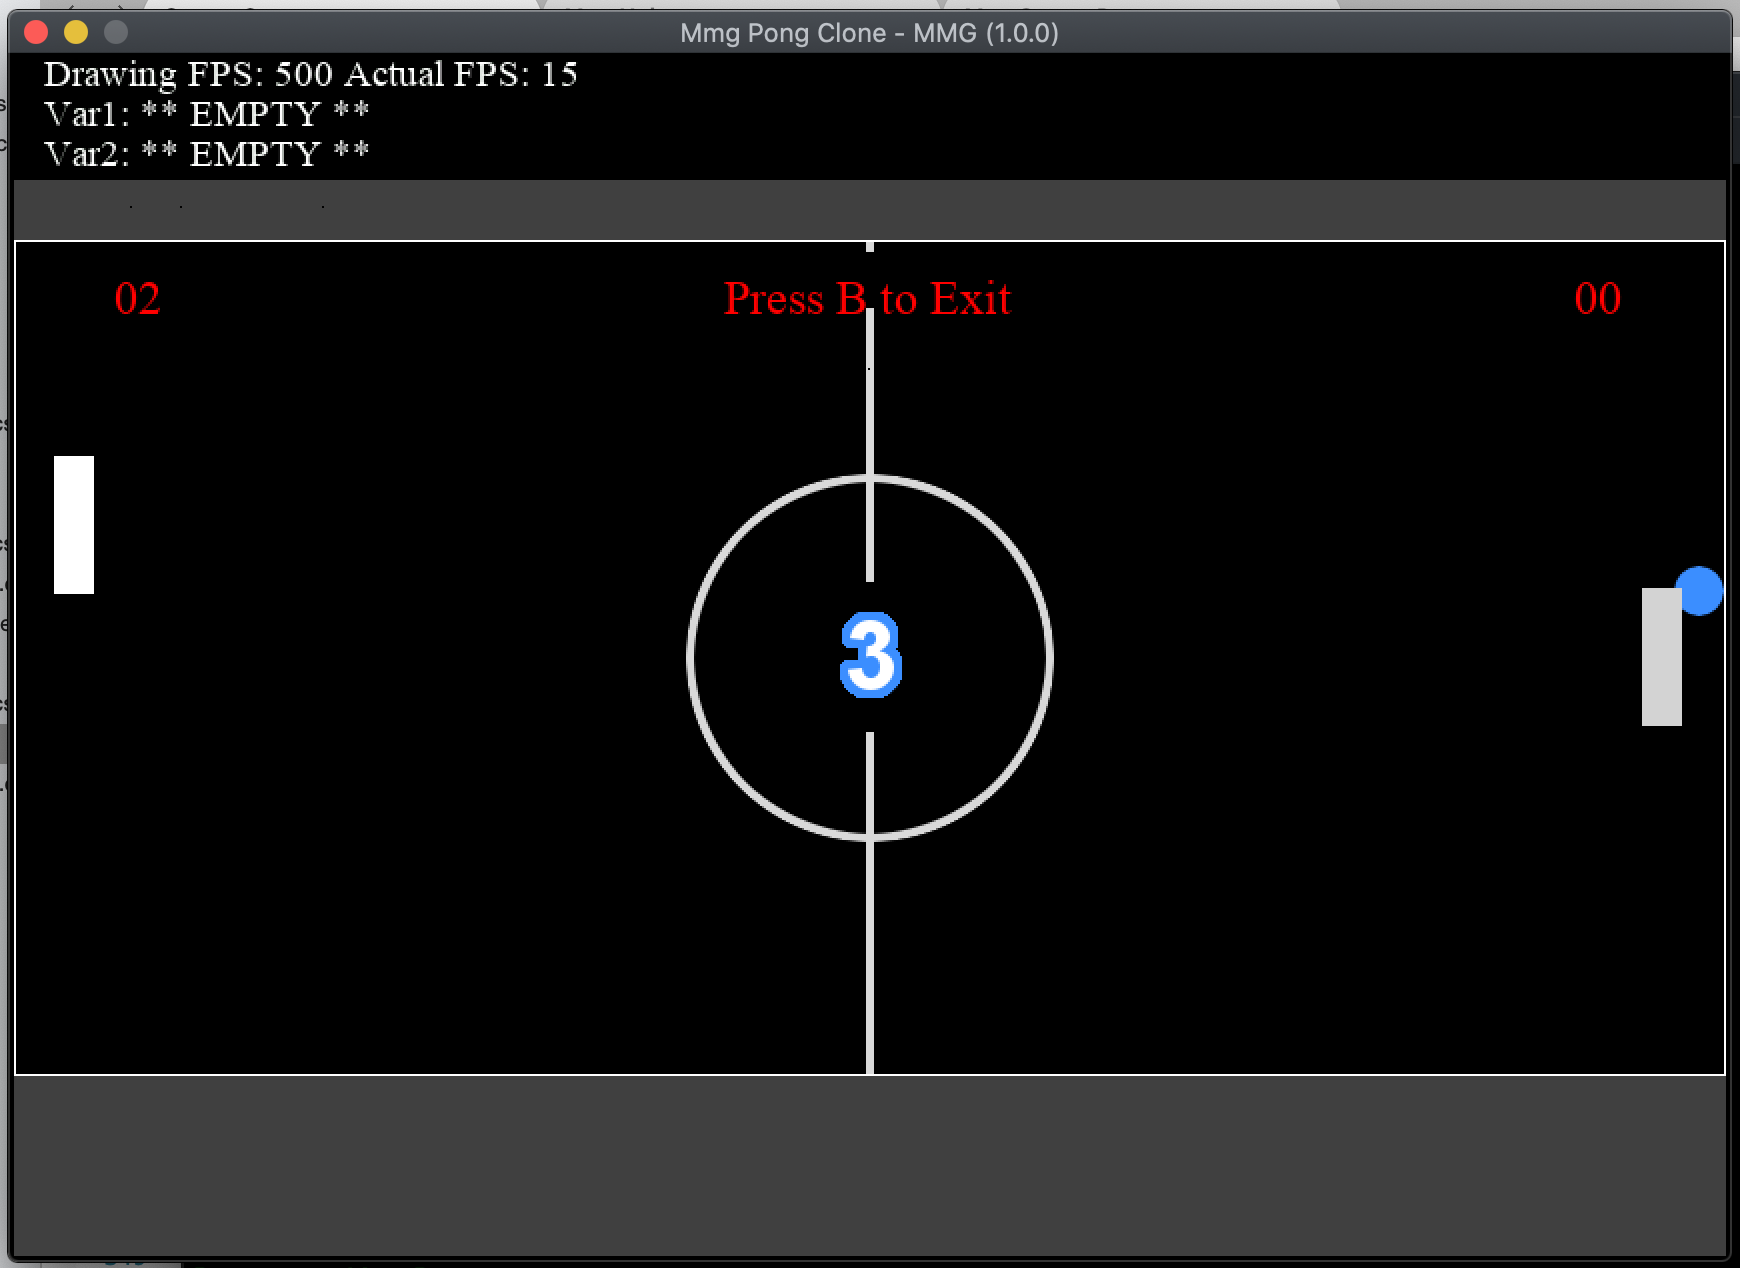 Mmg Pong Clone - MMG (1.0.0)
Drawing FPS: 500 Actual FPS: 15
Var1: ** EMPTY **
Var2: ** EMPTY **
02 Press B to Exit 00
3